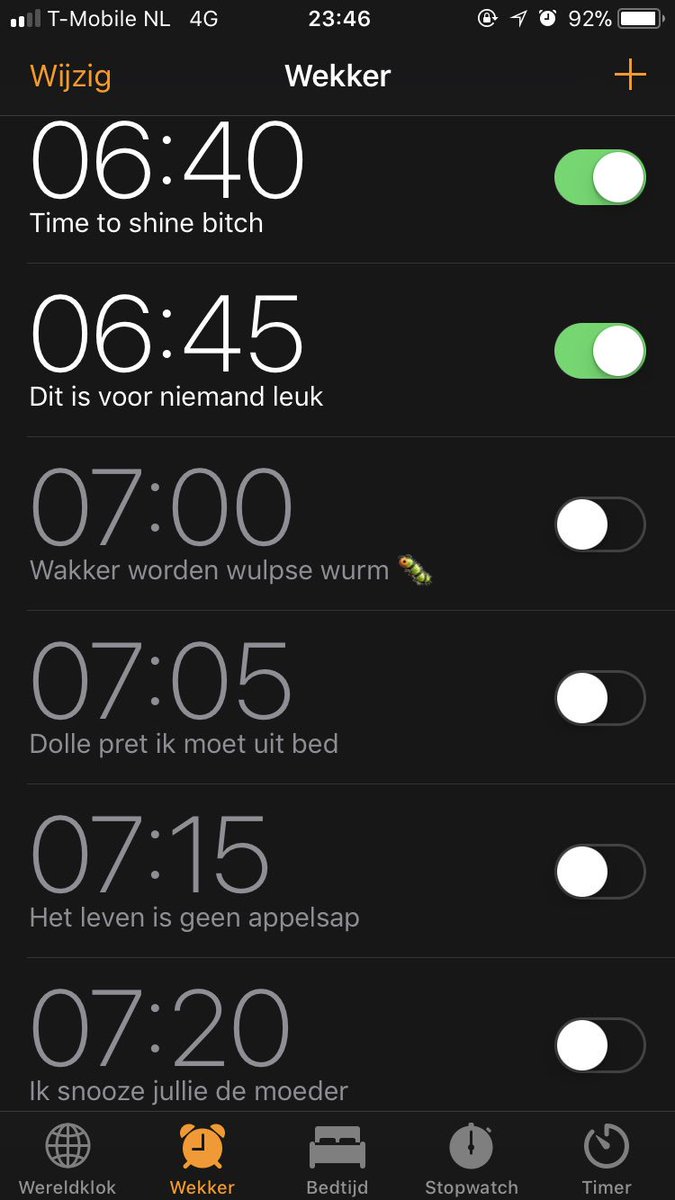 T-Mobile NL 4G 23:46 92%
Wijzig Wekker +
06:40
Time to shine bitch
06:45
Dit is voor niemand leuk
07:00
Wakker worden wulpse wurm 🐛
07:05
Dolle pret ik moet uit bed
07:15
Het leven is geen appelsap
07:20
Ik snooze jullie de moeder
Wereldklok Wekker Bedtijd Stopwatch Timer